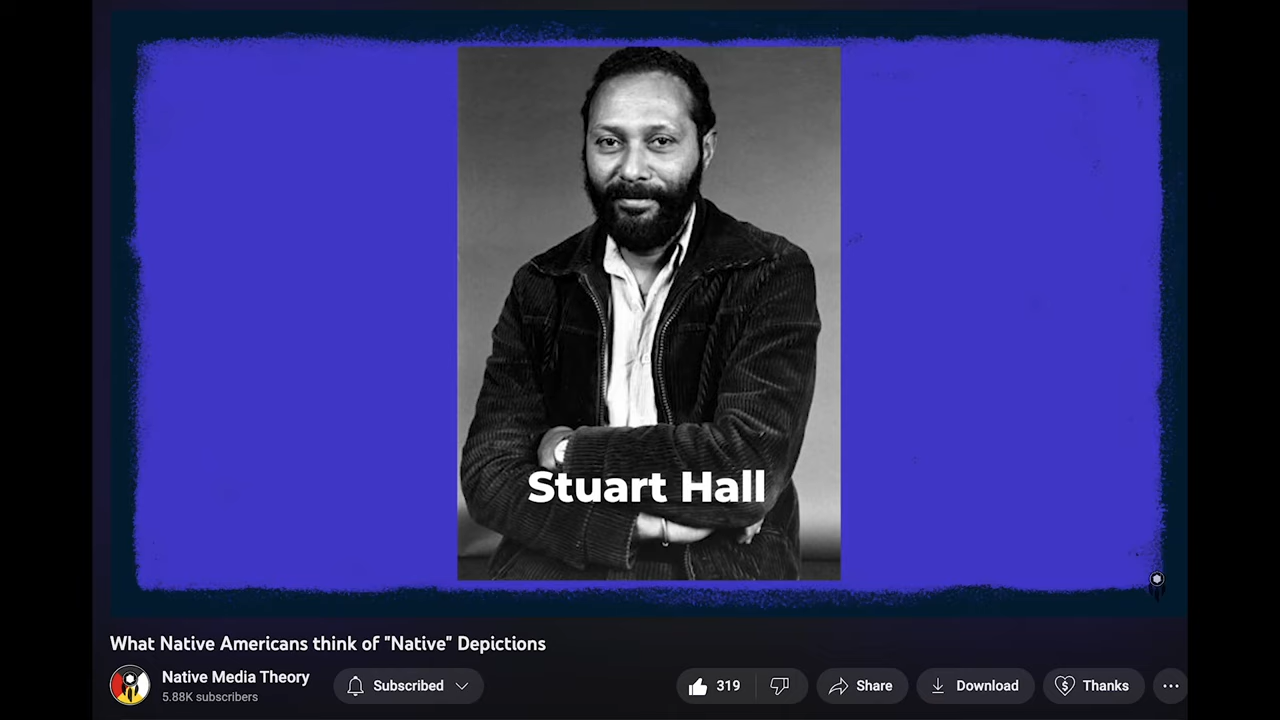 Stuart Hall
What Native Americans think of "Native" Depictions
Native Media Theory
5.88K subscribers
Subscribed
319
Share
Download
Thanks